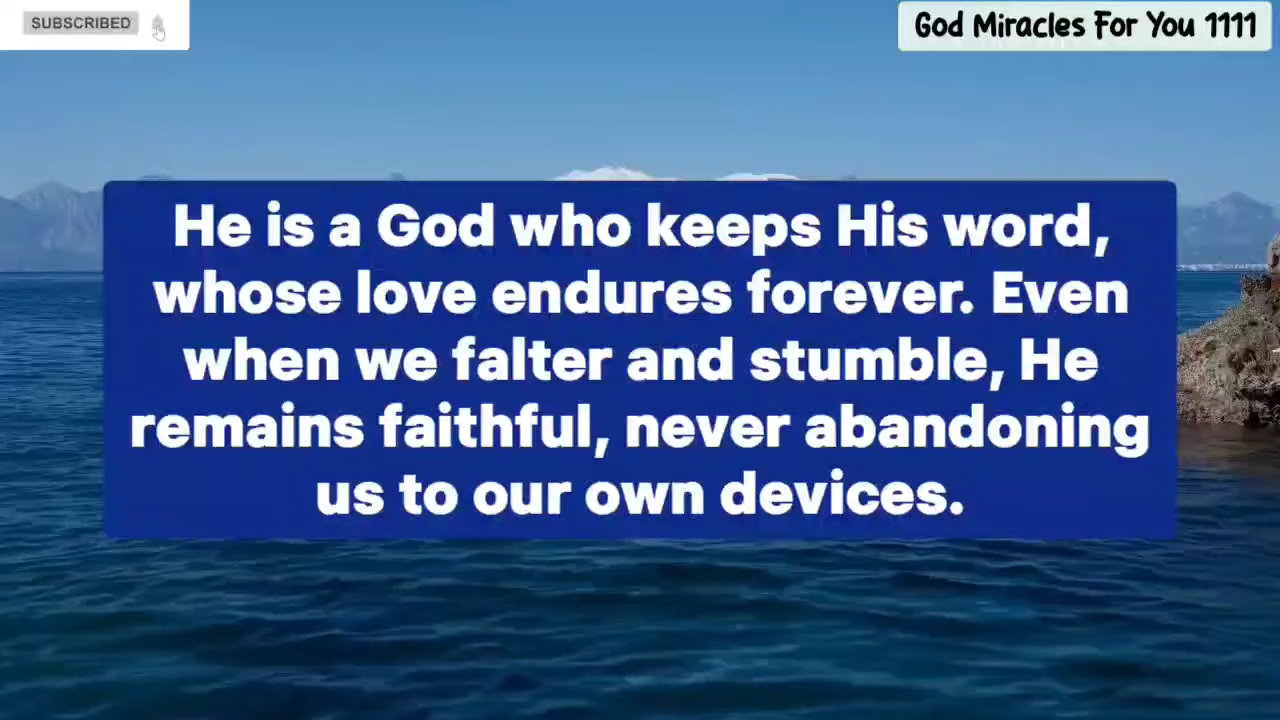 SUBSCRIBED
God Miracles For You 1111
He is a God who keeps His word,
whose love endures forever. Even
when we falter and stumble, He
remains faithful, never abandoning
us to our own devices.